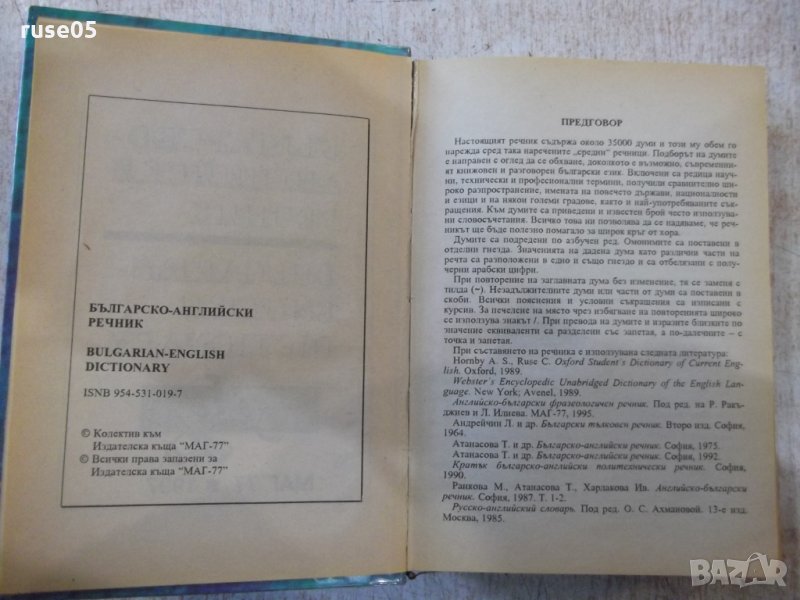 ruse05
БЪЛГАРСКО-АНГЛИЙСКИ
РЕЧНИК
BULGARIAN-ENGLISH
DICTIONARY
ISNB 954-531-019-7
© Колектив към
Издателска къща "МАГ-77"
© Всички права запазени за
Издателска къща "МАГ-77"
ПРЕДГОВОР
Настоящият речник съдържа около 35000 думи и този му обем го
нарежда сред така наречените „средни" речници. Подборът на думите
е направен с оглед да се обхване, доколкото е възможно, съвременни-
ят книжовен и разговорен български език. Включени са редица науч-
ни, технически и професионални термини, получили сравнително ши-
роко разпространение, имената на повечето държави, националности
и езици и на някои големи градове, както и най-употребяваните съкра-
щения. Към думите са приведени и известен брой често използува-
ни словосъчетания. Всичко това ни позволява да се надяваме, че реч-
никът ще бъде полезно помагало за широк кръг от хора.
Думите са подредени по азбучен ред. Омонимите са поставени в
отделни гнезда. Значенията на дадена дума като различни части на
речта са разположени в едно и също гнездо и са отбелязани с полу-
черни арабски цифри.
При повторение на заглавната дума без изменение, тя се заменя с
тилда (~). Незадължителните думи или части от думи са поставени в
скоби. Всички пояснения и условни съкращения са изписани с
курсив. За печелене на място чрез избягване на повторенията широко
се използува знакът /. При превода на думите и изразите близките по
значение еквиваленти са разделени със запетая, а по-далечните – с
точка и запетая.
При съставянето на речника е използувана следната литература:
Hornby A. S., Ruse C. Oxford Student's Dictionary of Current Eng-
lish. Oxford, 1989.
Webster's Encyclopedic Unabridged Dictionary of the English Lan-
guage. New York; Avenel, 1989.
Английско-български фразеологичен речник. Под ред. на Р. Ракъ-
джиев и Л. Илиева. МАГ-77, 1995.
Андрейчин Л. и др. Български тълковен речник. Второ изд. София,
1964.
Атанасова Т. и др. Българско-английски речник. София, 1975.
Атанасова Т. и др. Българско-английски речник. София, 1992.
Кратък българско-английски политехнически речник. София,
1990.
Ранкова М., Атанасова Т., Харлакова Ив. Английско-български
речник. София, 1987. Т. 1-2.
Русско-английский словарь. Под ред. О. С. Ахмановой. 13-е изд.
Москва, 1985.
BAZAR